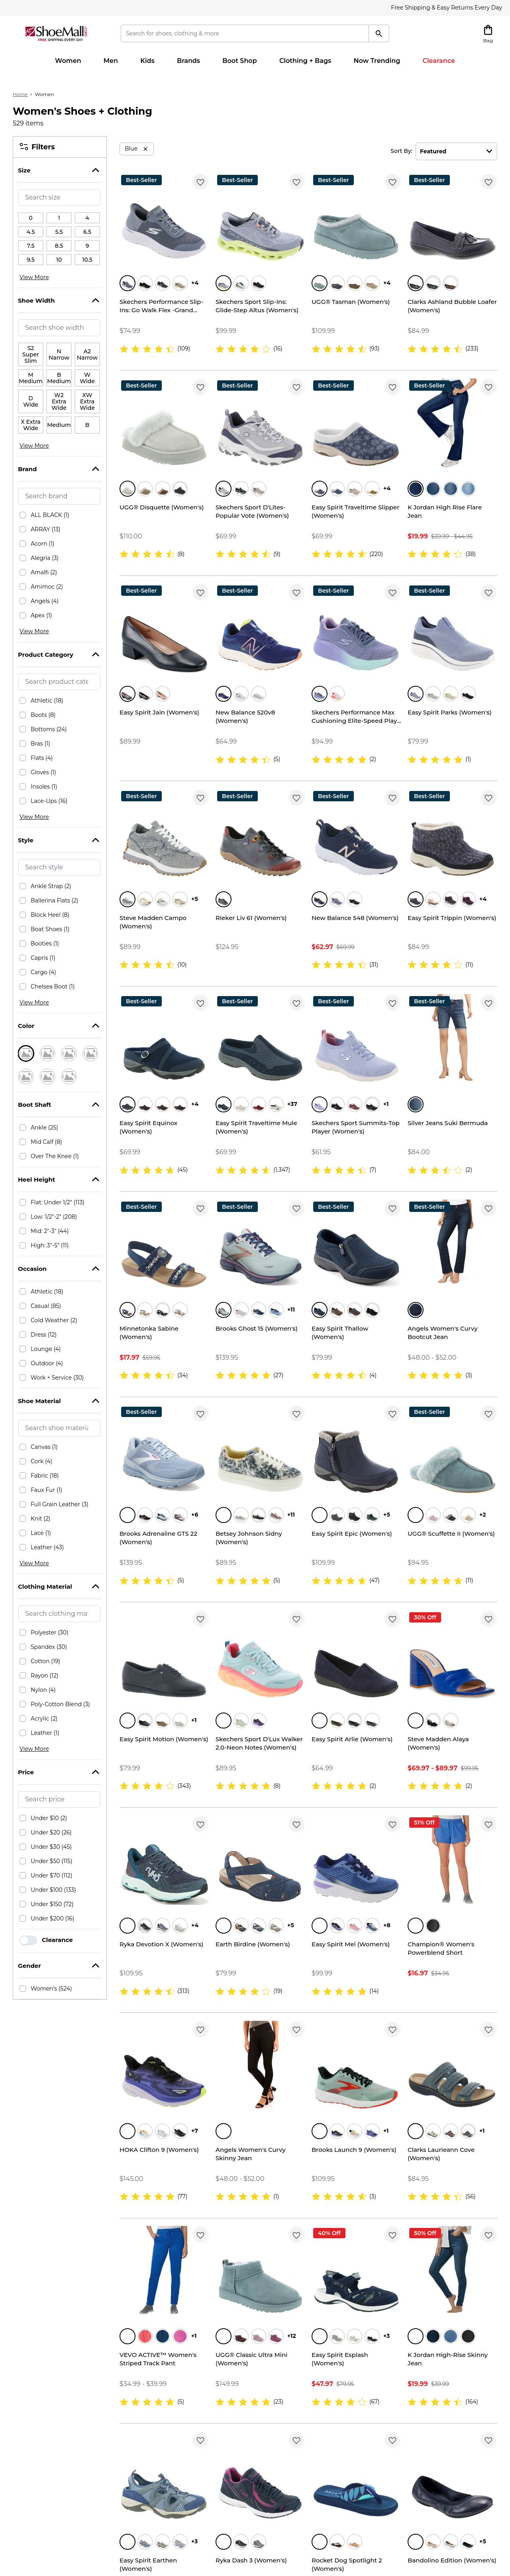 Free Shipping & Easy Returns Every Day
ShoeMall
FREE SHIPPING EVERY DAY
Search for shoes, clothing & more
Bag
Women
Men
Kids
Brands
Boot Shop
Clothing + Bags
Now Trending
Clearance
Home > Women
Women's Shoes + Clothing
529 items
Filters
Size
Search size
0 1 4
4.5 5.5 6.5
7.5 8.5 9
9.5 10 10.5
View More
Shoe Width
Search shoe width
S2 Super Slim
N Narrow
A2 Narrow
M Medium
B Medium
W Wide
D Wide
W2 Extra Wide
XW Extra Wide
X Extra Wide
Medium
B
View More
Brand
Search brand
ALL BLACK (1)
ARRAY (13)
Acorn (1)
Alegria (3)
Amalfi (2)
Amimoc (2)
Angels (4)
Apex (1)
View More
Product Category
Search product cate
Athletic (18)
Boots (8)
Bottoms (24)
Bras (1)
Flats (4)
Gloves (1)
Insoles (1)
Lace-Ups (16)
View More
Style
Search style
Ankle Strap (2)
Ballerina Flats (2)
Block Heel (8)
Boat Shoes (1)
Booties (1)
Capris (1)
Cargo (4)
Chelsea Boot (1)
View More
Color
Boot Shaft
Ankle (25)
Mid Calf (8)
Over The Knee (1)
Heel Height
Flat: Under 1/2" (113)
Low: 1/2"-2" (208)
Mid: 2"-3" (44)
High: 3"-5" (11)
Occasion
Athletic (18)
Casual (85)
Cold Weather (2)
Dress (12)
Lounge (4)
Outdoor (4)
Work + Service (30)
Shoe Material
Search shoe materia
Canvas (1)
Cork (4)
Fabric (18)
Faux Fur (1)
Full Grain Leather (3)
Knit (2)
Lace (1)
Leather (43)
View More
Clothing Material
Search clothing ma
Polyester (30)
Spandex (30)
Cotton (19)
Rayon (12)
Nylon (4)
Poly-Cotton Blend (3)
Acrylic (2)
Leather (1)
View More
Price
Search price
Under $10 (2)
Under $20 (26)
Under $30 (45)
Under $50 (115)
Under $70 (112)
Under $100 (133)
Under $150 (72)
Under $200 (16)
Clearance
Gender
Women's (524)
Blue ×
Sort By: Featured
Best-Seller
+4
Skechers Performance Slip-
Ins: Go Walk Flex -Grand...
$74.99
(109)
Best-Seller
Skechers Sport Slip-Ins:
Glide-Step Altus (Women's)
$99.99
(16)
Best-Seller
+4
UGG® Tasman (Women's)
$109.99
(93)
Best-Seller
Clarks Ashland Bubble Loafer
(Women's)
$84.99
(233)
Best-Seller
UGG® Disquette (Women's)
$110.00
(8)
Best-Seller
Skechers Sport D'Lites-
Popular Vote (Women's)
$69.99
(9)
Best-Seller
+4
Easy Spirit Traveltime Slipper
(Women's)
$69.99
(220)
Best-Seller
K Jordan High Rise Flare
Jean
$19.99 $39.99 - $44.95
(38)
Best-Seller
Easy Spirit Jain (Women's)
$89.99
Best-Seller
New Balance 520v8
(Women's)
$64.99
(5)
Best-Seller
Skechers Performance Max
Cushioning Elite-Speed Play...
$94.99
(2)
Best-Seller
Easy Spirit Parks (Women's)
$79.99
(1)
Best-Seller
+5
Steve Madden Campo
(Women's)
$89.99
(10)
Best-Seller
Rieker Liv 61 (Women's)
$124.95
Best-Seller
New Balance 548 (Women's)
$62.97 $69.99
(31)
Best-Seller
+4
Easy Spirit Trippin (Women's)
$84.99
(11)
Best-Seller
+4
Easy Spirit Equinox
(Women's)
$69.99
(45)
Best-Seller
+37
Easy Spirit Traveltime Mule
(Women's)
$69.99
(1,347)
Best-Seller
+1
Skechers Sport Summits-Top
Player (Women's)
$61.95
(7)
Best-Seller
Silver Jeans Suki Bermuda
$84.00
(2)
Best-Seller
Minnetonka Sabine
(Women's)
$17.97 $59.95
(34)
Best-Seller
+11
Brooks Ghost 15 (Women's)
$139.95
(27)
Best-Seller
Easy Spirit Thallow
(Women's)
$79.99
(4)
Best-Seller
Angels Women's Curvy
Bootcut Jean
$48.00 - $52.00
(3)
Best-Seller
+6
Brooks Adrenaline GTS 22
(Women's)
$139.95
(5)
Best-Seller
+11
Betsey Johnson Sidny
(Women's)
$89.95
(5)
Best-Seller
+5
Easy Spirit Epic (Women's)
$109.99
(47)
Best-Seller
+2
UGG® Scuffette II (Women's)
$94.95
(11)
+1
Easy Spirit Motion (Women's)
$79.99
(343)
Skechers Sport D'Lux Walker
2.0-Neon Notes (Women's)
$89.95
(8)
Easy Spirit Arlie (Women's)
$64.99
(2)
30% Off
Steve Madden Alaya
(Women's)
$69.97 - $89.97 $99.95
(2)
+4
Ryka Devotion X (Women's)
$109.95
(313)
+5
Earth Birdine (Women's)
$79.99
(19)
+8
Easy Spirit Mel (Women's)
$99.99
(14)
51% Off
Champion® Women's
Powerblend Short
$16.97 $34.95
+7
HOKA Clifton 9 (Women's)
$145.00
(77)
Angels Women's Curvy
Skinny Jean
$48.00 - $52.00
(1)
+1
Brooks Launch 9 (Women's)
$109.95
(3)
+1
Clarks Laurieann Cove
(Women's)
$84.95
(56)
+1
VEVO ACTIVE™ Women's
Striped Track Pant
$34.99 - $39.99
(5)
+12
UGG® Classic Ultra Mini
(Women's)
$149.99
(23)
40% Off
+3
Easy Spirit Esplash
(Women's)
$47.97 $79.95
(67)
50% Off
K Jordan High-Rise Skinny
Jean
$19.99 $39.99
(164)
+3
Easy Spirit Earthen
(Women's)
Ryka Dash 3 (Women's)
Rocket Dog Spotlight 2
(Women's)
+5
Bandolino Edition (Women's)